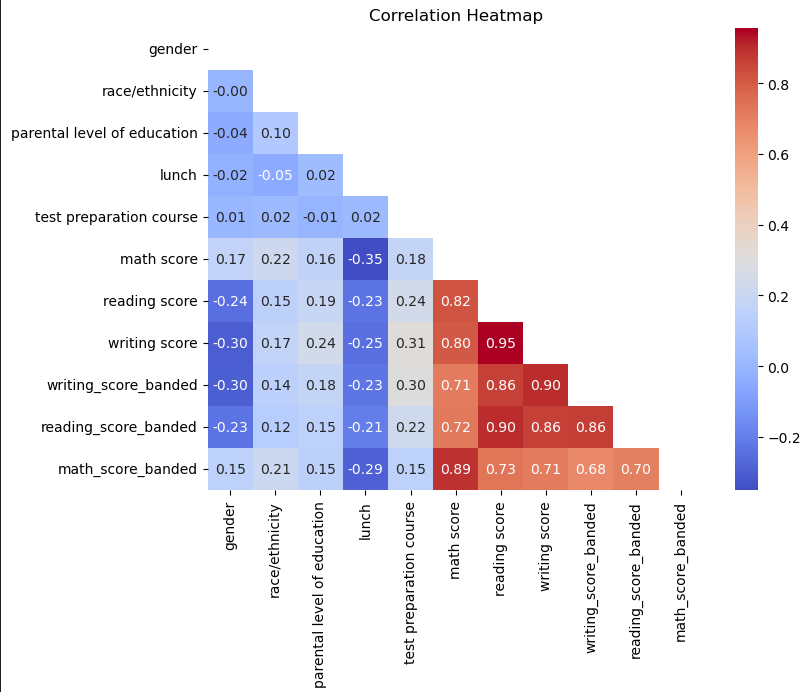 Correlation Heatmap
gender
race/ethnicity -0.00
parental level of education -0.04 0.10
lunch -0.02 -0.05 0.02
test preparation course 0.01 0.02 -0.01 0.02
math score 0.17 0.22 0.16 -0.35 0.18
reading score -0.24 0.15 0.19 -0.23 0.24 0.82
writing score -0.30 0.17 0.24 -0.25 0.31 0.80 0.95
writing_score_banded -0.30 0.14 0.18 -0.23 0.30 0.71 0.86 0.90
reading_score_banded -0.23 0.12 0.15 -0.21 0.22 0.72 0.90 0.86 0.86
math_score_banded 0.15 0.21 0.15 -0.29 0.15 0.89 0.73 0.71 0.68 0.70
gender
race/ethnicity
parental level of education
lunch
test preparation course
math score
reading score
writing score
writing_score_banded
reading_score_banded
math_score_banded
0.8
0.6
0.4
0.2
0.0
−0.2